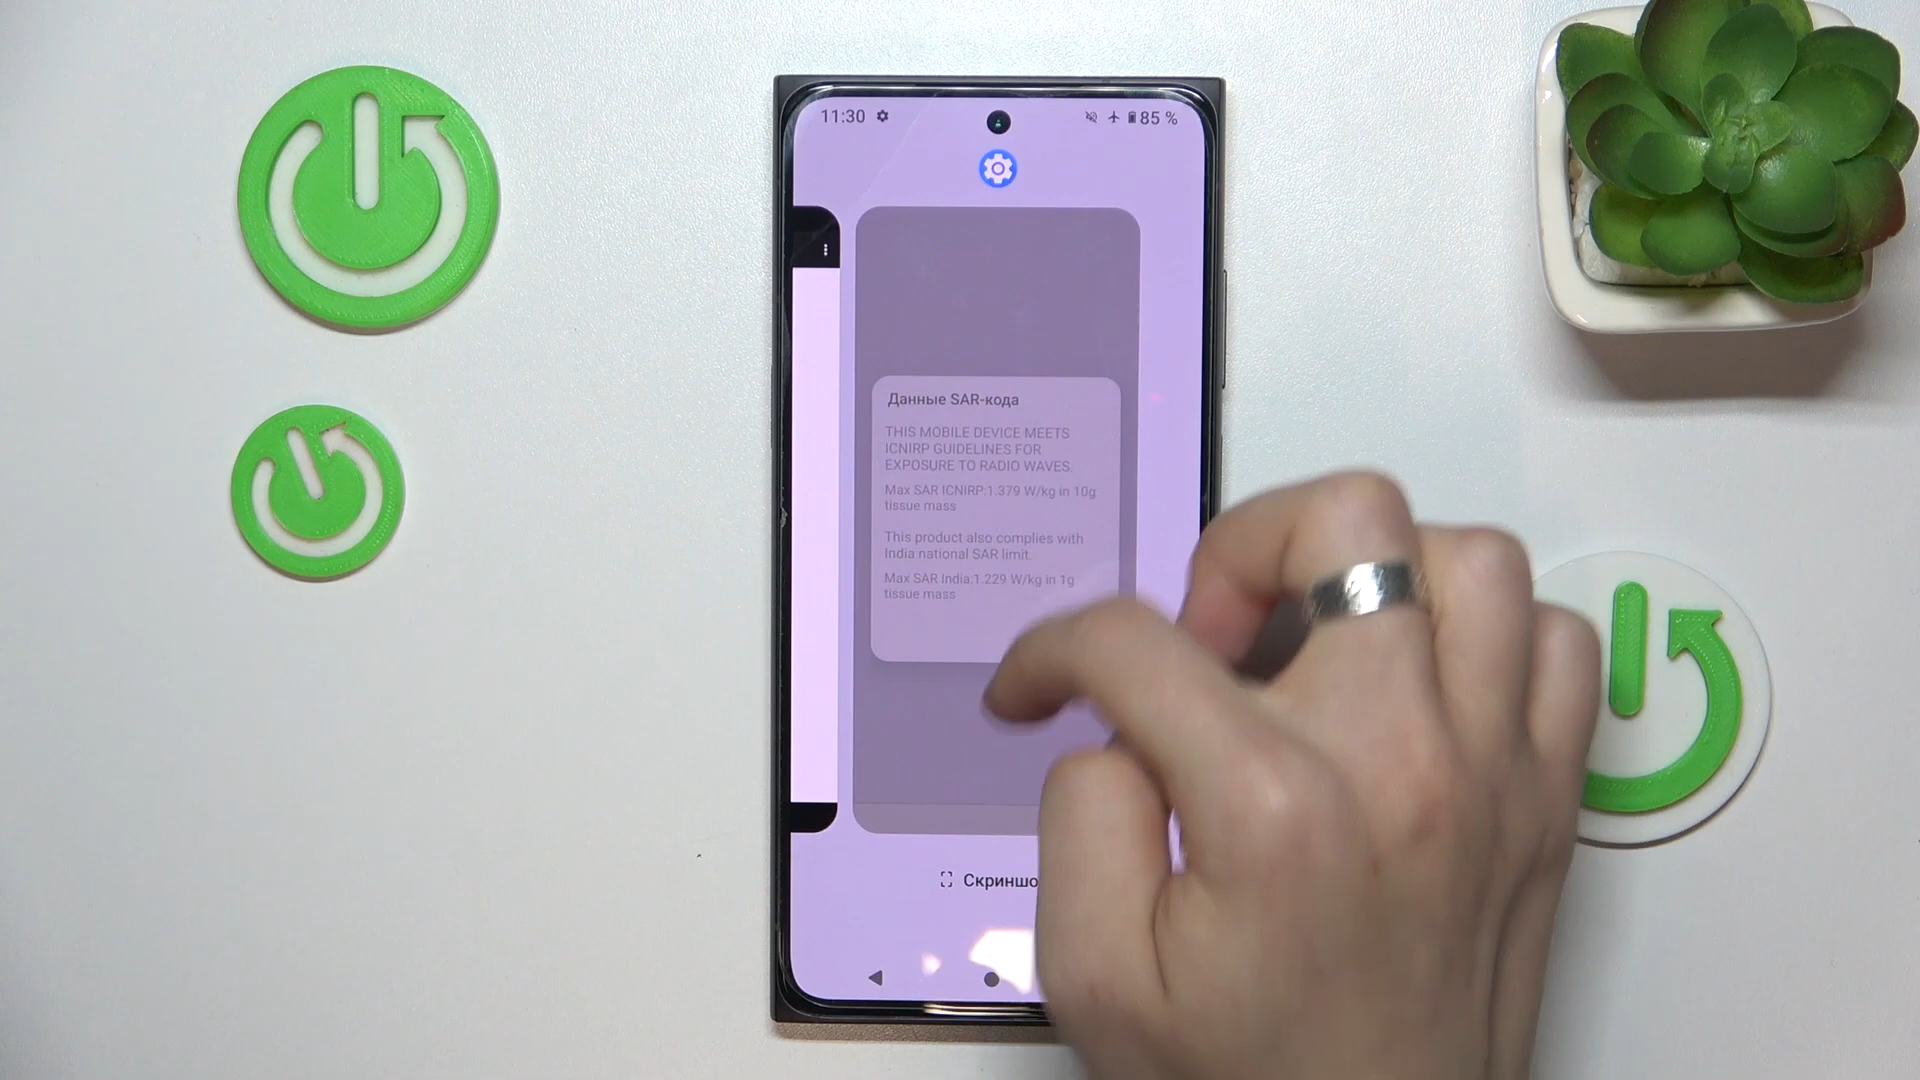 11:30
85 %
Данные SAR-кода
THIS MOBILE DEVICE MEETS
ICNIRP GUIDELINES FOR
EXPOSURE TO RADIO WAVES.
Max SAR ICNIRP:1.379 W/kg in 10g
tissue mass
This product also complies with
India national SAR limit.
Max SAR India:1.229 W/kg in 1g
tissue mass
Скриншо